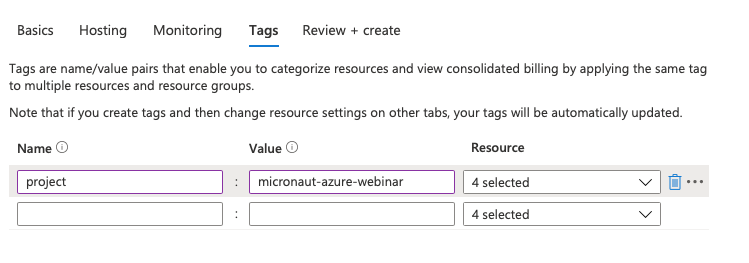 Basics Hosting Monitoring Tags Review + create
Tags are name/value pairs that enable you to categorize resources and view consolidated billing by applying the same tag
to multiple resources and resource groups.
Note that if you create tags and then change resource settings on other tabs, your tags will be automatically updated.
Name Value Resource
project : micronaut-azure-webinar 4 selected
: 4 selected